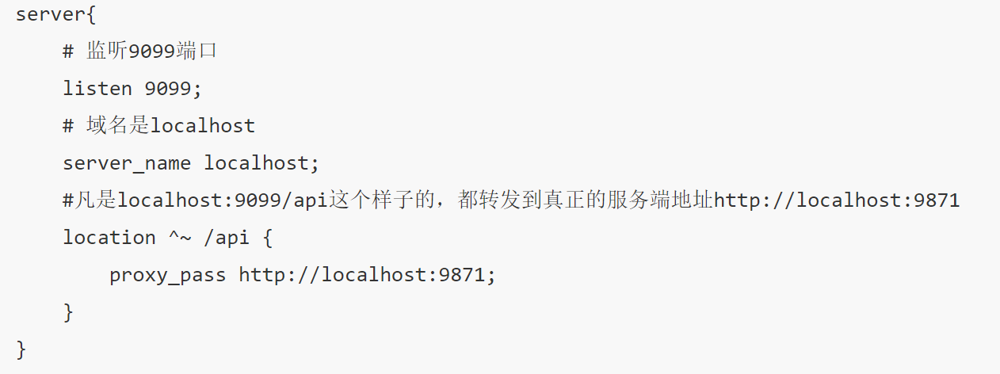 server{
    # 监听9099端口
    listen 9099;
    # 域名是localhost
    server_name localhost;
    #凡是localhost:9099/api这个样子的，都转发到真正的服务端地址http://localhost:9871
    location ^~ /api {
        proxy_pass http://localhost:9871;
    }
}